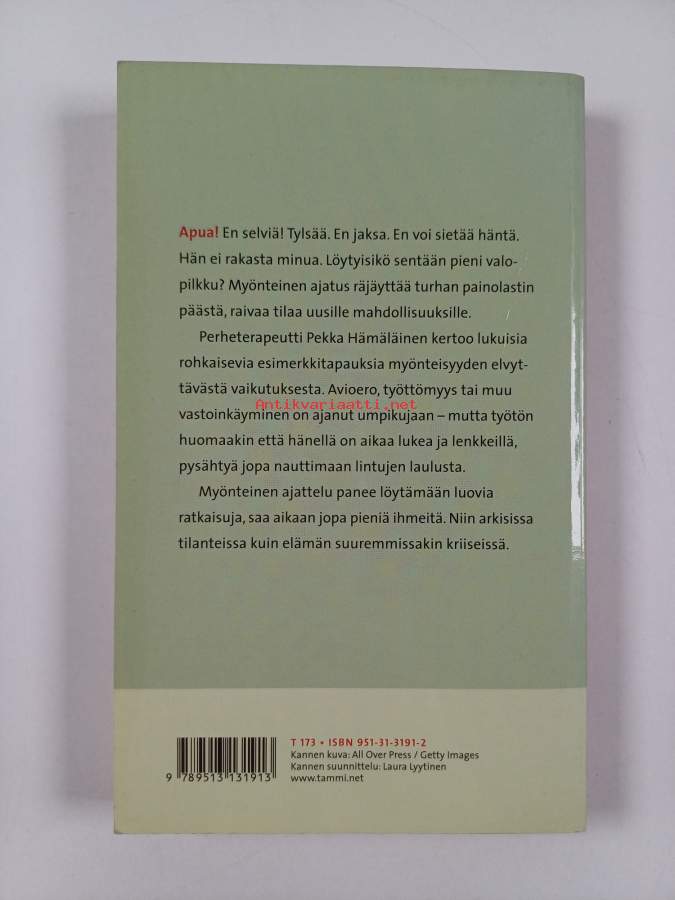 Apua! En selviä! Tylsää. En jaksa. En voi sietää häntä.
Hän ei rakasta minua. Löytyisikö sentään pieni valo-
pilkku? Myönteinen ajatus räjäyttää turhan painolastin
päästä, raivaa tilaa uusille mahdollisuuksille.
Perheterapeutti Pekka Hämäläinen kertoo lukuisia
rohkaisevia esimerkkitapauksia myönteisyyden elvyt-
tävästä vaikutuksesta. Avioero, työttömyys tai muu
Antikvariaatti.net
vastoinkäyminen on ajanut umpikujaan – mutta työtön
huomaakin että hänellä on aikaa lukea ja lenkkeillä,
pysähtyä jopa nauttimaan lintujen laulusta.
Myönteinen ajattelu panee löytämään luovia
ratkaisuja, saa aikaan jopa pieniä ihmeitä. Niin arkisissa
tilanteissa kuin elämän suuremmissakin kriiseissä.
T 173 • ISBN 951-31-3191-2
Kannen kuva: All Over Press / Getty Images
Kannen suunnittelu: Laura Lyytinen
www.tammi.net
9 789513 131913